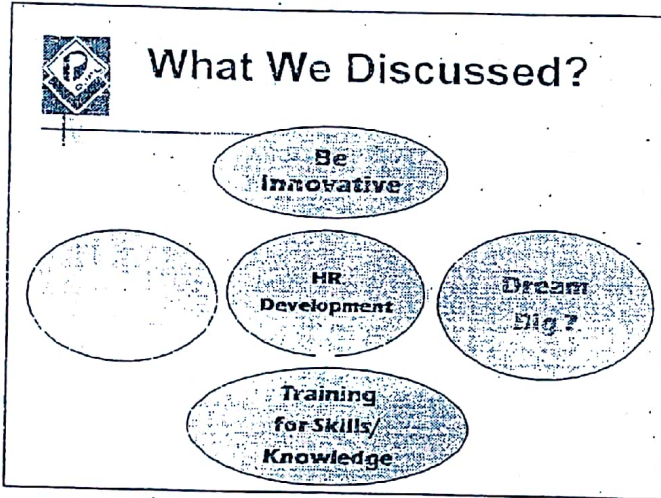 What We Discussed?
Be
Innovative
HR
Development
Dream
Big ?
Training
for Skills/
Knowledge